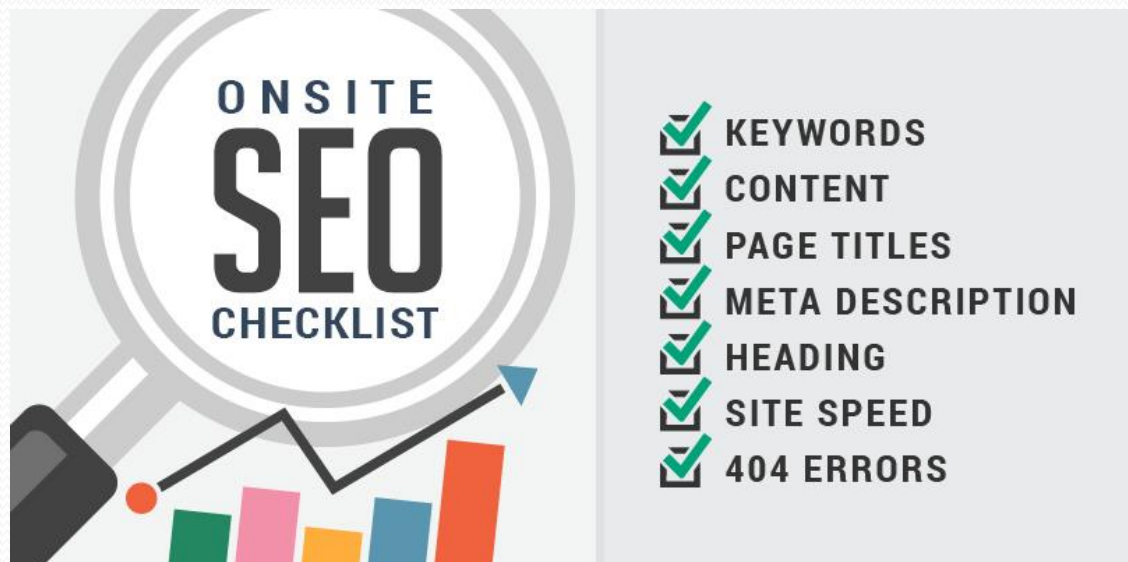 ONSITE
SEO
CHECKLIST
KEYWORDS
CONTENT
PAGE TITLES
META DESCRIPTION
HEADING
SITE SPEED
404 ERRORS